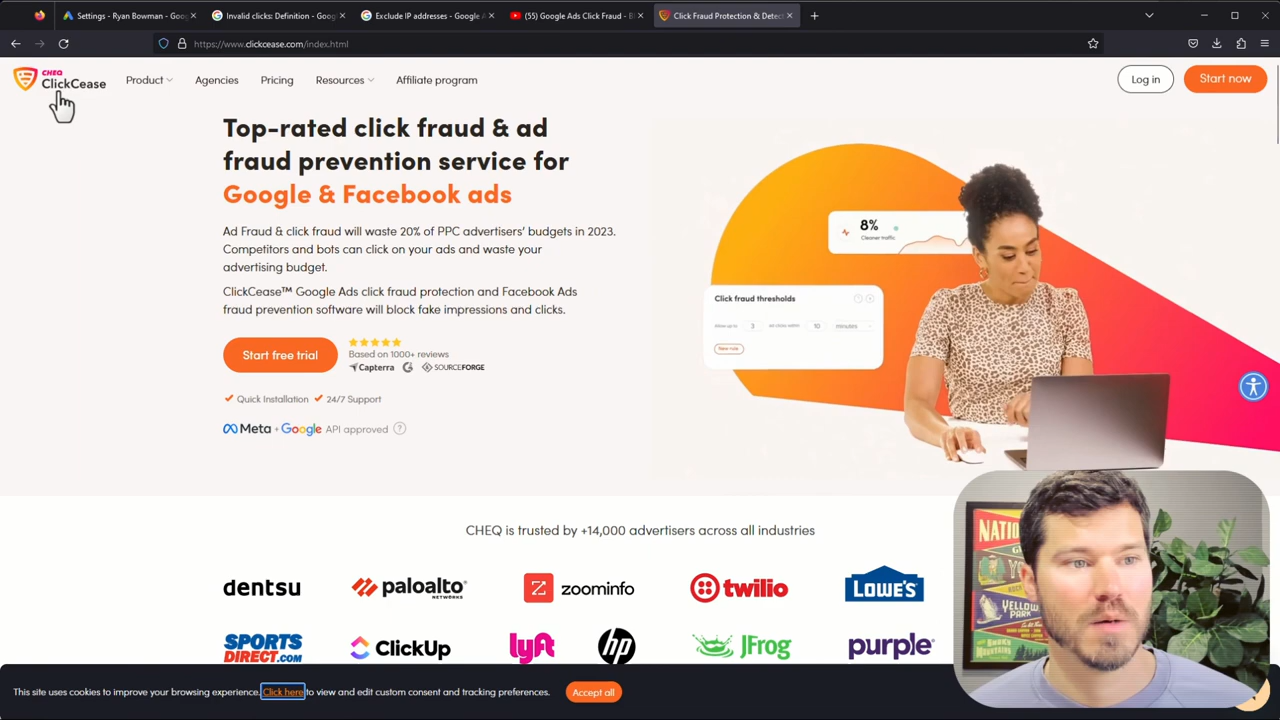 Settings - Ryan Bowman - Goog
Invalid clicks: Definition - Goog
Exclude IP addresses - Google A
(55) Google Ads Click Fraud - B
Click Fraud Protection & Detect
https://www.clickcease.com/index.html
CHEQ
ClickCease
Product
Agencies
Pricing
Resources
Affiliate program
Log in
Start now
Top-rated click fraud & ad
fraud prevention service for
Google & Facebook ads
Ad Fraud & click fraud will waste 20% of PPC advertisers' budgets in 2023.
Competitors and bots can click on your ads and waste your
advertising budget.
ClickCease™ Google Ads click fraud protection and Facebook Ads
fraud prevention software will block fake impressions and clicks.
Start free trial
Based on 1000+ reviews
Capterra
SOURCEFORGE
Quick Installation
24/7 Support
Meta + Google API approved
8%
Cleaner traffic
Click fraud thresholds
Allow up to 3 ad clicks within 10 minutes
New rule
CHEQ is trusted by +14,000 advertisers across all industries
dentsu
paloalto
NETWORKS
zoominfo
twilio
LOWE'S
SPORTS
DIRECT.COM
ClickUp
lyft
hp
JFrog
purple
NATIO
YELLOW
PARK
This site uses cookies to improve your browsing experience. Click here to view and edit custom consent and tracking preferences.
Accept all